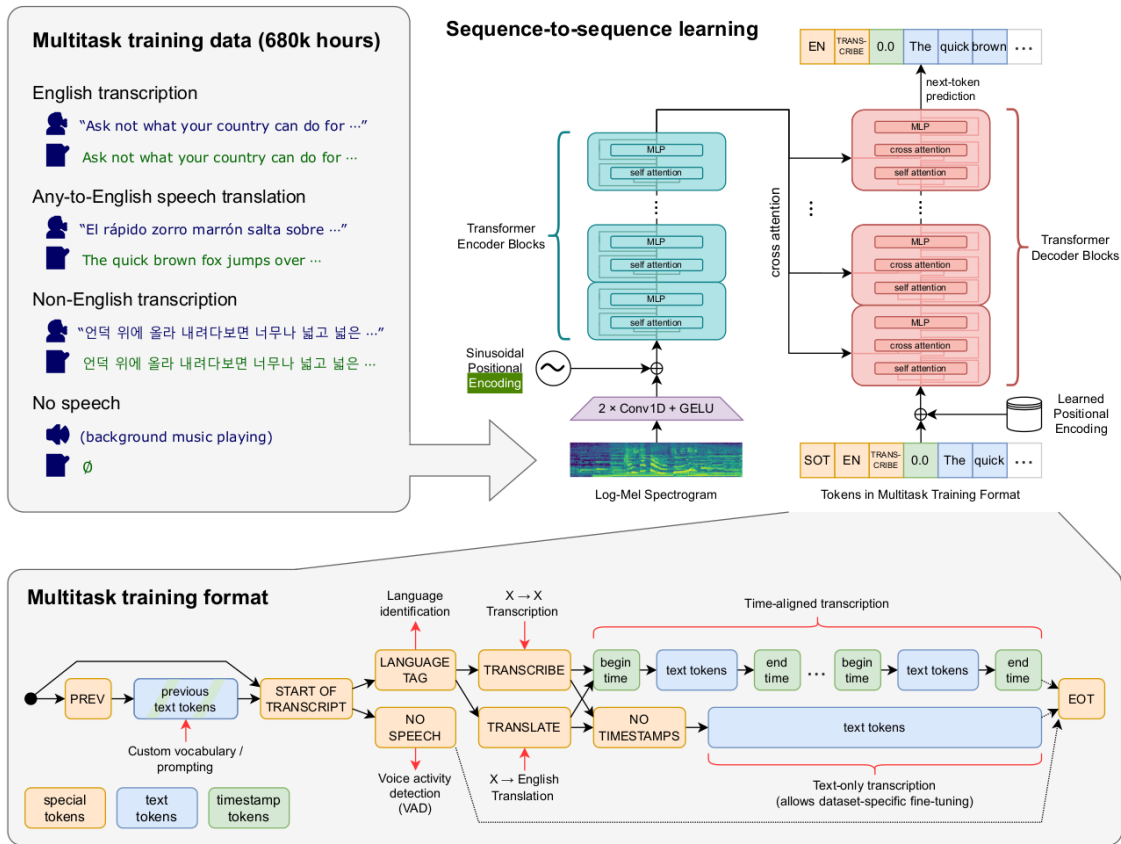 Multitask training data (680k hours)
English transcription
“Ask not what your country can do for ⋯”
Ask not what your country can do for ⋯
Any-to-English speech translation
“El rápido zorro marrón salta sobre ⋯”
The quick brown fox jumps over ⋯
Non-English transcription
“언덕 위에 올라 내려다보면 너무나 넓고 넓은 ⋯”
언덕 위에 올라 내려다보면 너무나 넓고 넓은 ⋯
No speech
(background music playing)
∅
Sequence-to-sequence learning
EN
TRANS-
CRIBE
0.0
The
quick
brown
⋯
next-token
prediction
MLP
self attention
⋮
MLP
self attention
MLP
self attention
Transformer
Encoder Blocks
cross attention
⋮
MLP
cross attention
self attention
⋮
MLP
cross attention
self attention
MLP
cross attention
self attention
Transformer
Decoder Blocks
Sinusoidal
Positional
Encoding
～
2 × Conv1D + GELU
Log-Mel Spectrogram
Learned
Positional
Encoding
SOT
EN
TRANS-
CRIBE
0.0
The
quick
⋯
Tokens in Multitask Training Format
Multitask training format
Language
identification
X → X
Transcription
Time-aligned transcription
PREV
previous
text tokens
START OF
TRANSCRIPT
LANGUAGE
TAG
TRANSCRIBE
begin
time
text tokens
end
time
⋯
begin
time
text tokens
end
time
NO
SPEECH
TRANSLATE
NO
TIMESTAMPS
text tokens
EOT
Custom vocabulary /
prompting
Voice activity
detection
(VAD)
X → English
Translation
Text-only transcription
(allows dataset-specific fine-tuning)
special
tokens
text
tokens
timestamp
tokens